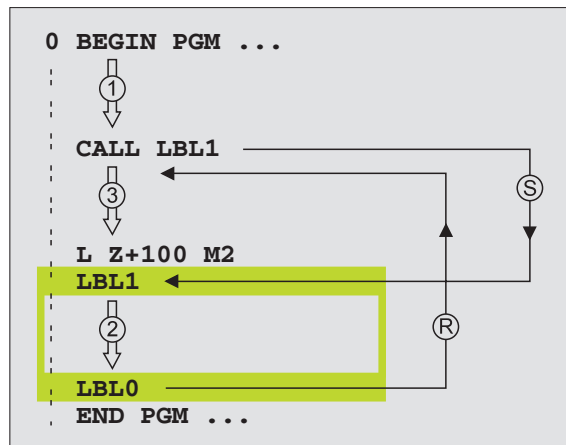 0 BEGIN PGM ...
1
CALL LBL1
S
3
L Z+100 M2
LBL1
2
R
LBL0
END PGM ...